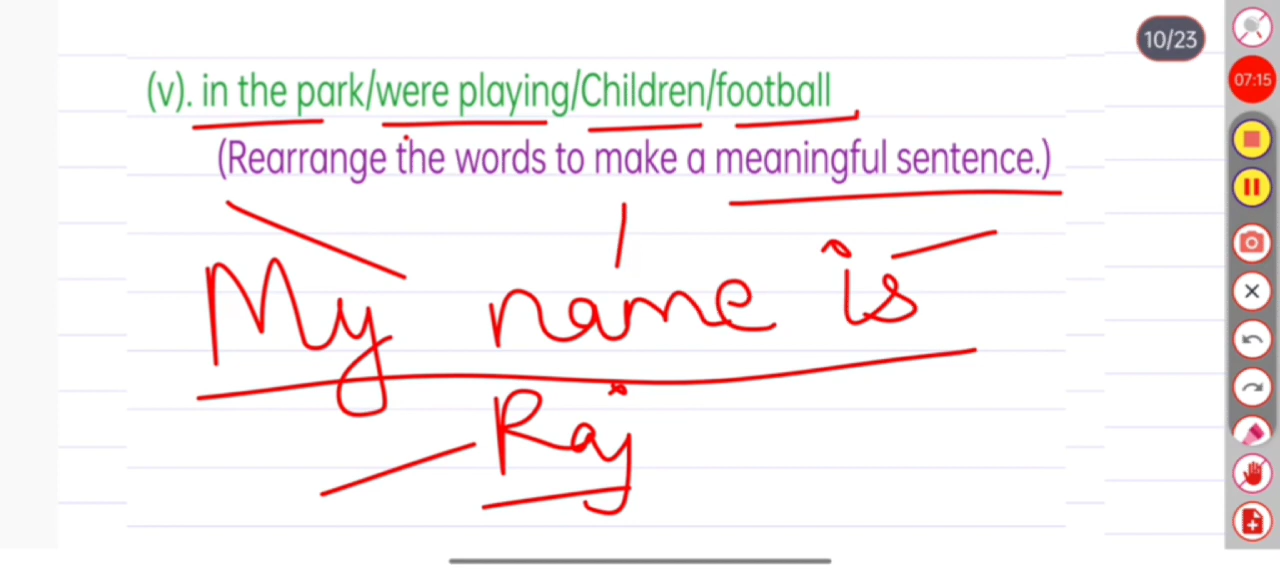 10/23
07:15
(v). in the park/were playing/Children/football
(Rearrange the words to make a meaningful sentence.)
My name is
Raj